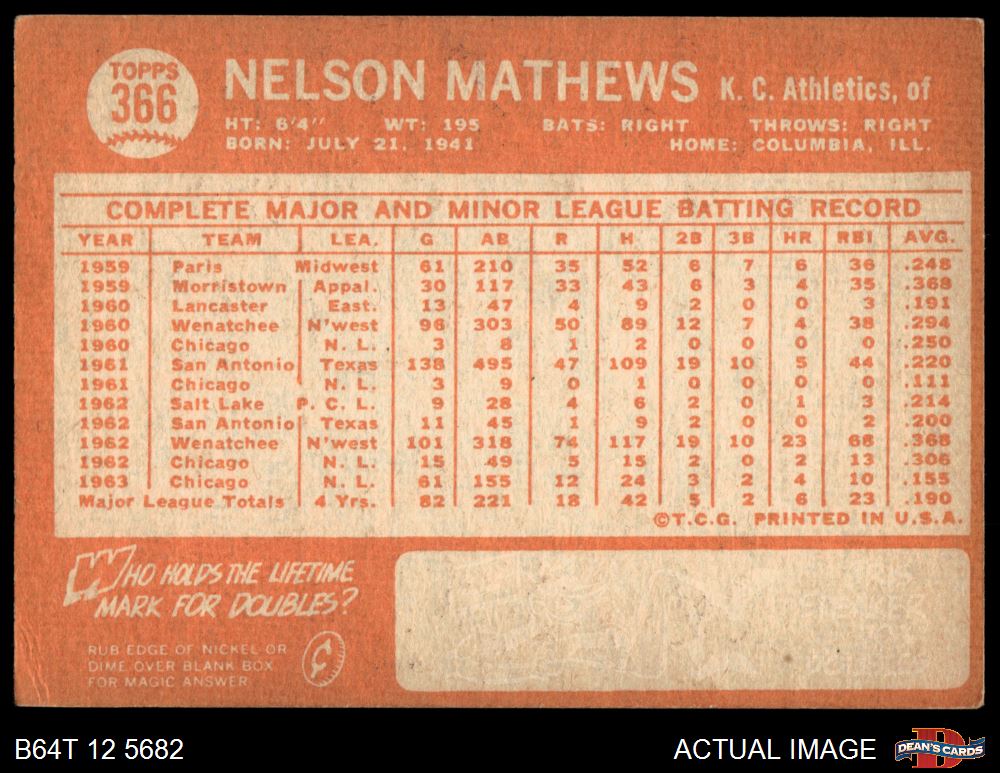 TOPPS
366
NELSON MATHEWS K. C. Athletics, of
HT: 6'4" WT: 195 BATS: RIGHT THROWS: RIGHT
BORN: JULY 21, 1941 HOME: COLUMBIA, ILL.
COMPLETE MAJOR AND MINOR LEAGUE BATTING RECORD
YEAR TEAM LEA. G AB R H 2B 3B HR RBI AVG.
1959 Paris Midwest 61 210 35 52 6 7 6 36 .248
1959 Morristown Appal. 30 117 33 43 6 3 4 35 .368
1960 Lancaster East. 13 47 4 9 2 0 0 3 .191
1960 Wenatchee N'west 96 303 50 89 12 7 4 38 .294
1960 Chicago N. L. 3 8 1 2 0 0 0 0 .250
1961 San Antonio Texas 138 495 47 109 19 10 5 44 .220
1961 Chicago N. L. 3 9 0 1 0 0 0 0 .111
1962 Salt Lake P. C. L. 9 28 4 6 2 0 1 3 .214
1962 San Antonio Texas 11 45 1 9 2 0 0 2 .200
1962 Wenatchee N'west 101 318 74 117 19 10 23 68 .368
1962 Chicago N. L. 15 49 5 15 2 0 2 13 .306
1963 Chicago N. L. 61 155 12 24 3 2 4 10 .155
Major League Totals 4 Yrs. 82 221 18 42 5 2 6 23 .190
©T.C.G. PRINTED IN U.S.A.
WHO HOLDS THE LIFETIME
MARK FOR DOUBLES?
RUB EDGE OF NICKEL OR
DIME OVER BLANK BOX
FOR MAGIC ANSWER
B64T 12 5682 ACTUAL IMAGE
D
DEAN'S CARDS